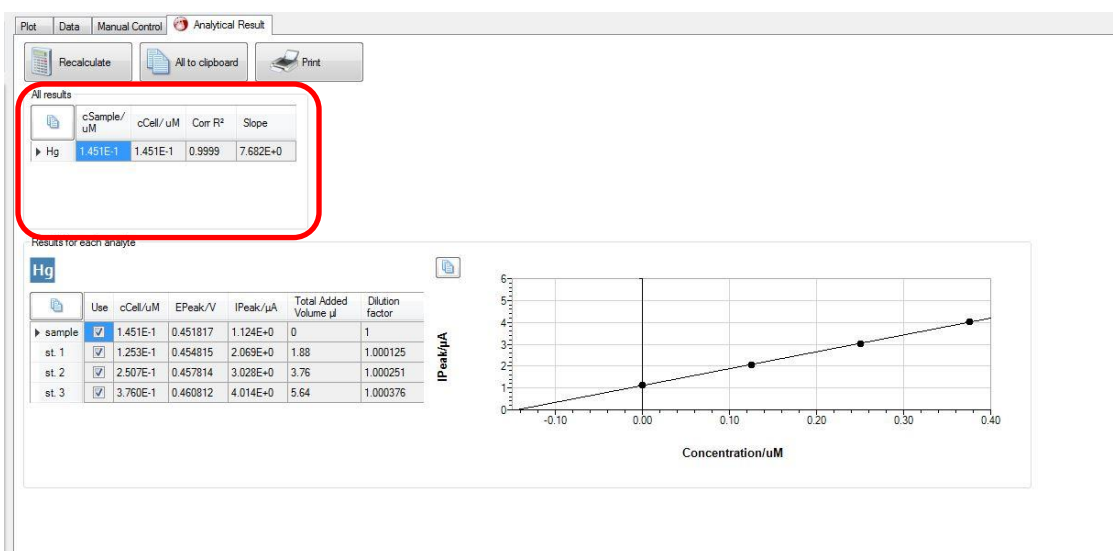 Plot Data Manual Control Analytical Result
Recalculate All to clipboard Print
All results
cSample/ uM cCell/ uM Corr R² Slope
Hg 1.451E-1 1.451E-1 0.9999 7.682E+0
Results for each analyte
Hg
Use cCell/uM EPeak/V IPeak/µA Total Added Volume µl Dilution factor
sample 1.451E-1 0.451817 1.124E+0 0 1
st. 1 1.253E-1 0.454815 2.069E+0 1.88 1.000125
st. 2 2.507E-1 0.457814 3.028E+0 3.76 1.000251
st. 3 3.760E-1 0.460812 4.014E+0 5.64 1.000376
IPeak/µA
6
5
4
3
2
1
0
-0.10 0.00 0.10 0.20 0.30 0.40
Concentration/uM